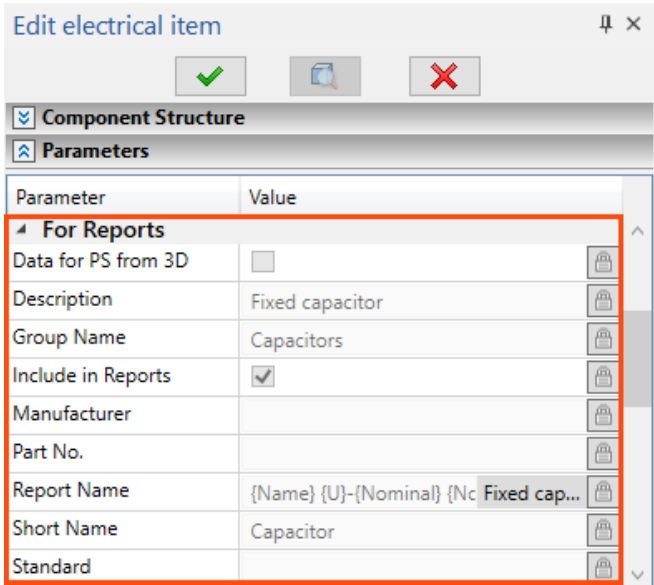 Edit electrical item
Component Structure
Parameters
Parameter Value
For Reports
Data for PS from 3D
Description Fixed capacitor
Group Name Capacitors
Include in Reports
Manufacturer
Part No.
Report Name {Name} {U}-{Nominal} {Nc Fixed cap...
Short Name Capacitor
Standard